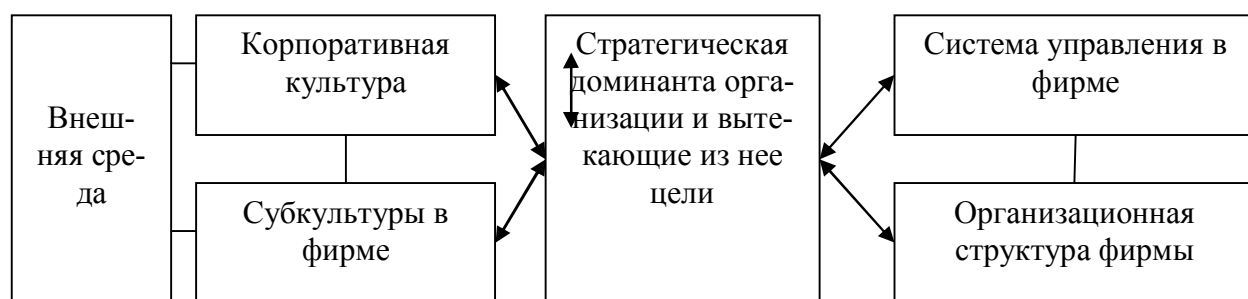 Внеш-
няя сре-
да
Корпоративная
культура
Субкультуры в
фирме
Стратегическая
доминанта орга-
низации и выте-
кающие из нее
цели
Система управления в
фирме
Организационная
структура фирмы